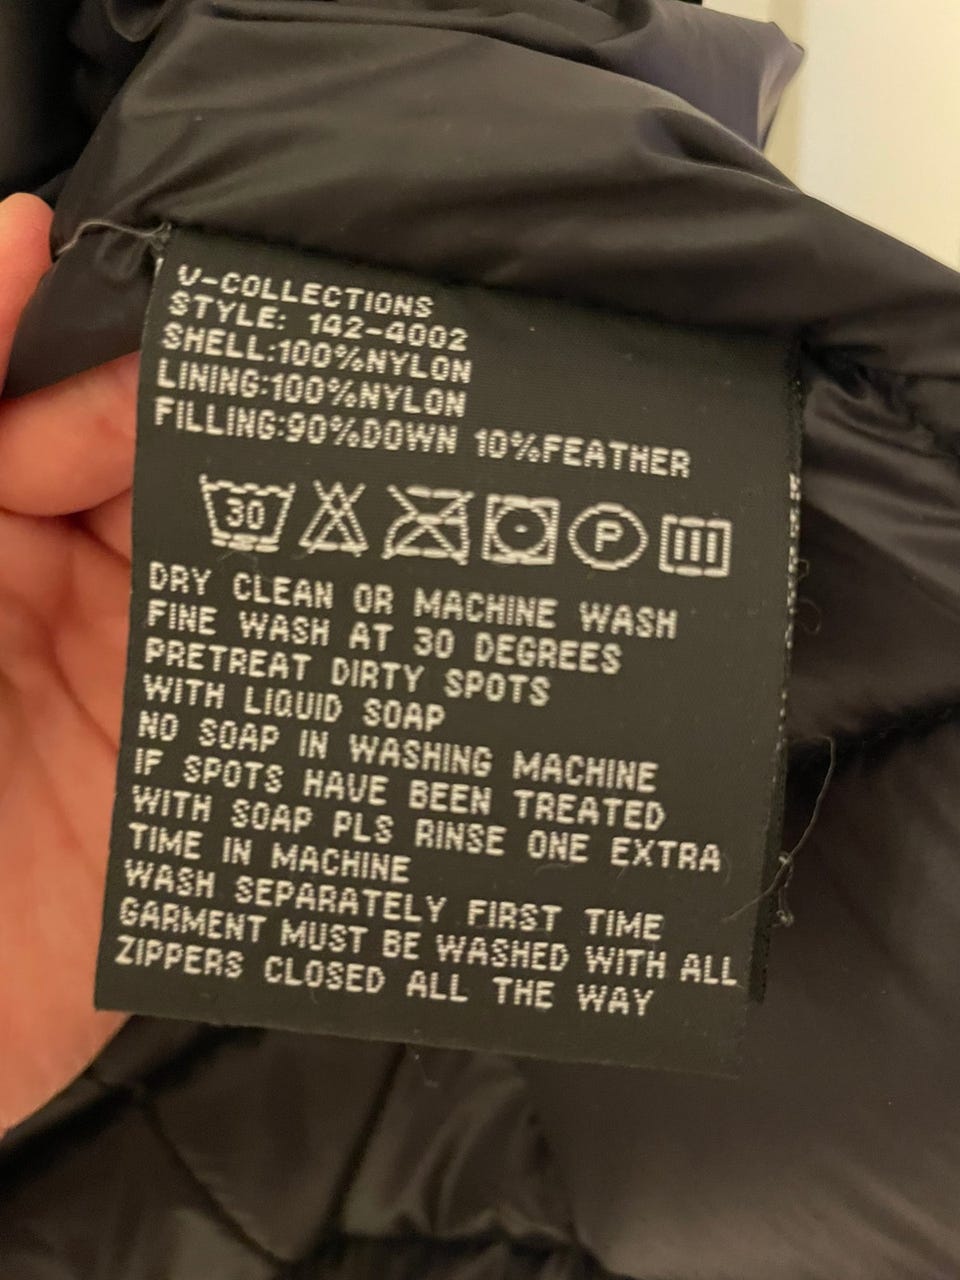 V-COLLECTIONS
STYLE: 142-4002
SHELL:100%NYLON
LINING:100%NYLON
FILLING:90%DOWN 10%FEATHER
30 P
DRY CLEAN OR MACHINE WASH
FINE WASH AT 30 DEGREES
PRETREAT DIRTY SPOTS
WITH LIQUID SOAP
NO SOAP IN WASHING MACHINE
IF SPOTS HAVE BEEN TREATED
WITH SOAP PLS RINSE ONE EXTRA
TIME IN MACHINE
WASH SEPARATELY FIRST TIME
GARMENT MUST BE WASHED WITH ALL
ZIPPERS CLOSED ALL THE WAY